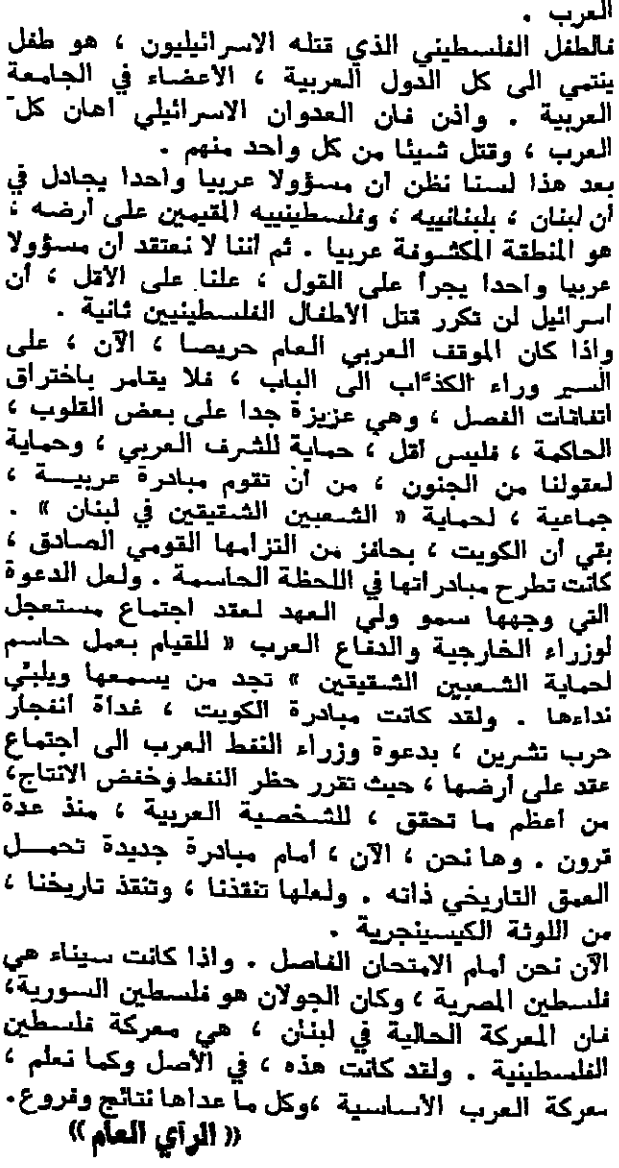 العرب .
فالطفل الفلسطيني الذي قتله الاسرائيليون ، هو طفل
ينتمي الى كل الدول العربية ، الأعضاء في الجامعة
العربية . واذن فان العدوان الاسرائيلي اهان كل
العرب ، وقتل شيئا من كل واحد منهم .
بعد هذا لسنا نظن أن مسؤولا عربيا واحدا يجادل في
أن لبنان ، بلبنانييه ، وفلسطينييه المقيمين على أرضه ،
هو المنطقة المكشوفة عربيا . ثم اننا لا نعتقد أن مسؤولا
عربيا واحدا يجرأ على القول ، علنا على الأقل ، أن
اسرائيل لن تكرر قتل الأطفال الفلسطينيين ثانية .
واذا كان الموقف العربي العام حريصا ، الآن ، على
السير وراء الكذاب الى الباب ، فلا يقامر باختراق
اتفاقات الفصل ، وهي عزيزة جدا على بعض القلوب ،
الحاكمة ، فليس أقل ، حماية للشرف العربي ، وحماية
لعقولنا من الجنون ، من أن تقوم مبادرة عربيــة ،
جماعية ، لحماية « الشعبين الشقيقين في لبنان » .
بقي أن الكويت ، بحافز من التزامها القومي الصادق ،
كانت تطرح مبادراتها في اللحظة الحاسمة . ولعل الدعوة
التي وجهها سمو ولي العهد لعقد اجتماع مستعجل
لوزراء الخارجية والدفاع العرب « للقيام بعمل حاسم
لحماية الشعبين الشقيقين » تجد من يسمعها ويلبي
نداءها . ولقد كانت مبادرة الكويت ، غداة انفجار
حرب تشرين ، بدعوة وزراء النفط العرب الى اجتماع
عقد على أرضها ، حيث تقرر حظر النفط وخفض الانتاج،
من أعظم ما تحقق ، للشخصية العربية ، منذ عدة
قرون . وها نحن ، الآن ، أمام مبادرة جديدة تحمــل
العمق التاريخي ذاته . ولعلها تنقذنا ، وتنقذ تاريخنا ،
من اللوثة الكيسينجرية .
الآن نحن أمام الامتحان الفاصل . واذا كانت سيناء هي
فلسطين المصرية ، وكان الجولان هو فلسطين السورية،
فان المعركة الحالية في لبنان ، هي معركة فلسطين
الفلسطينية . ولقد كانت هذه ، في الأصل وكما نعلم ،
معركة العرب الأساسية ،وكل ما عداها نتائج وفروع.
« الرأي العام »